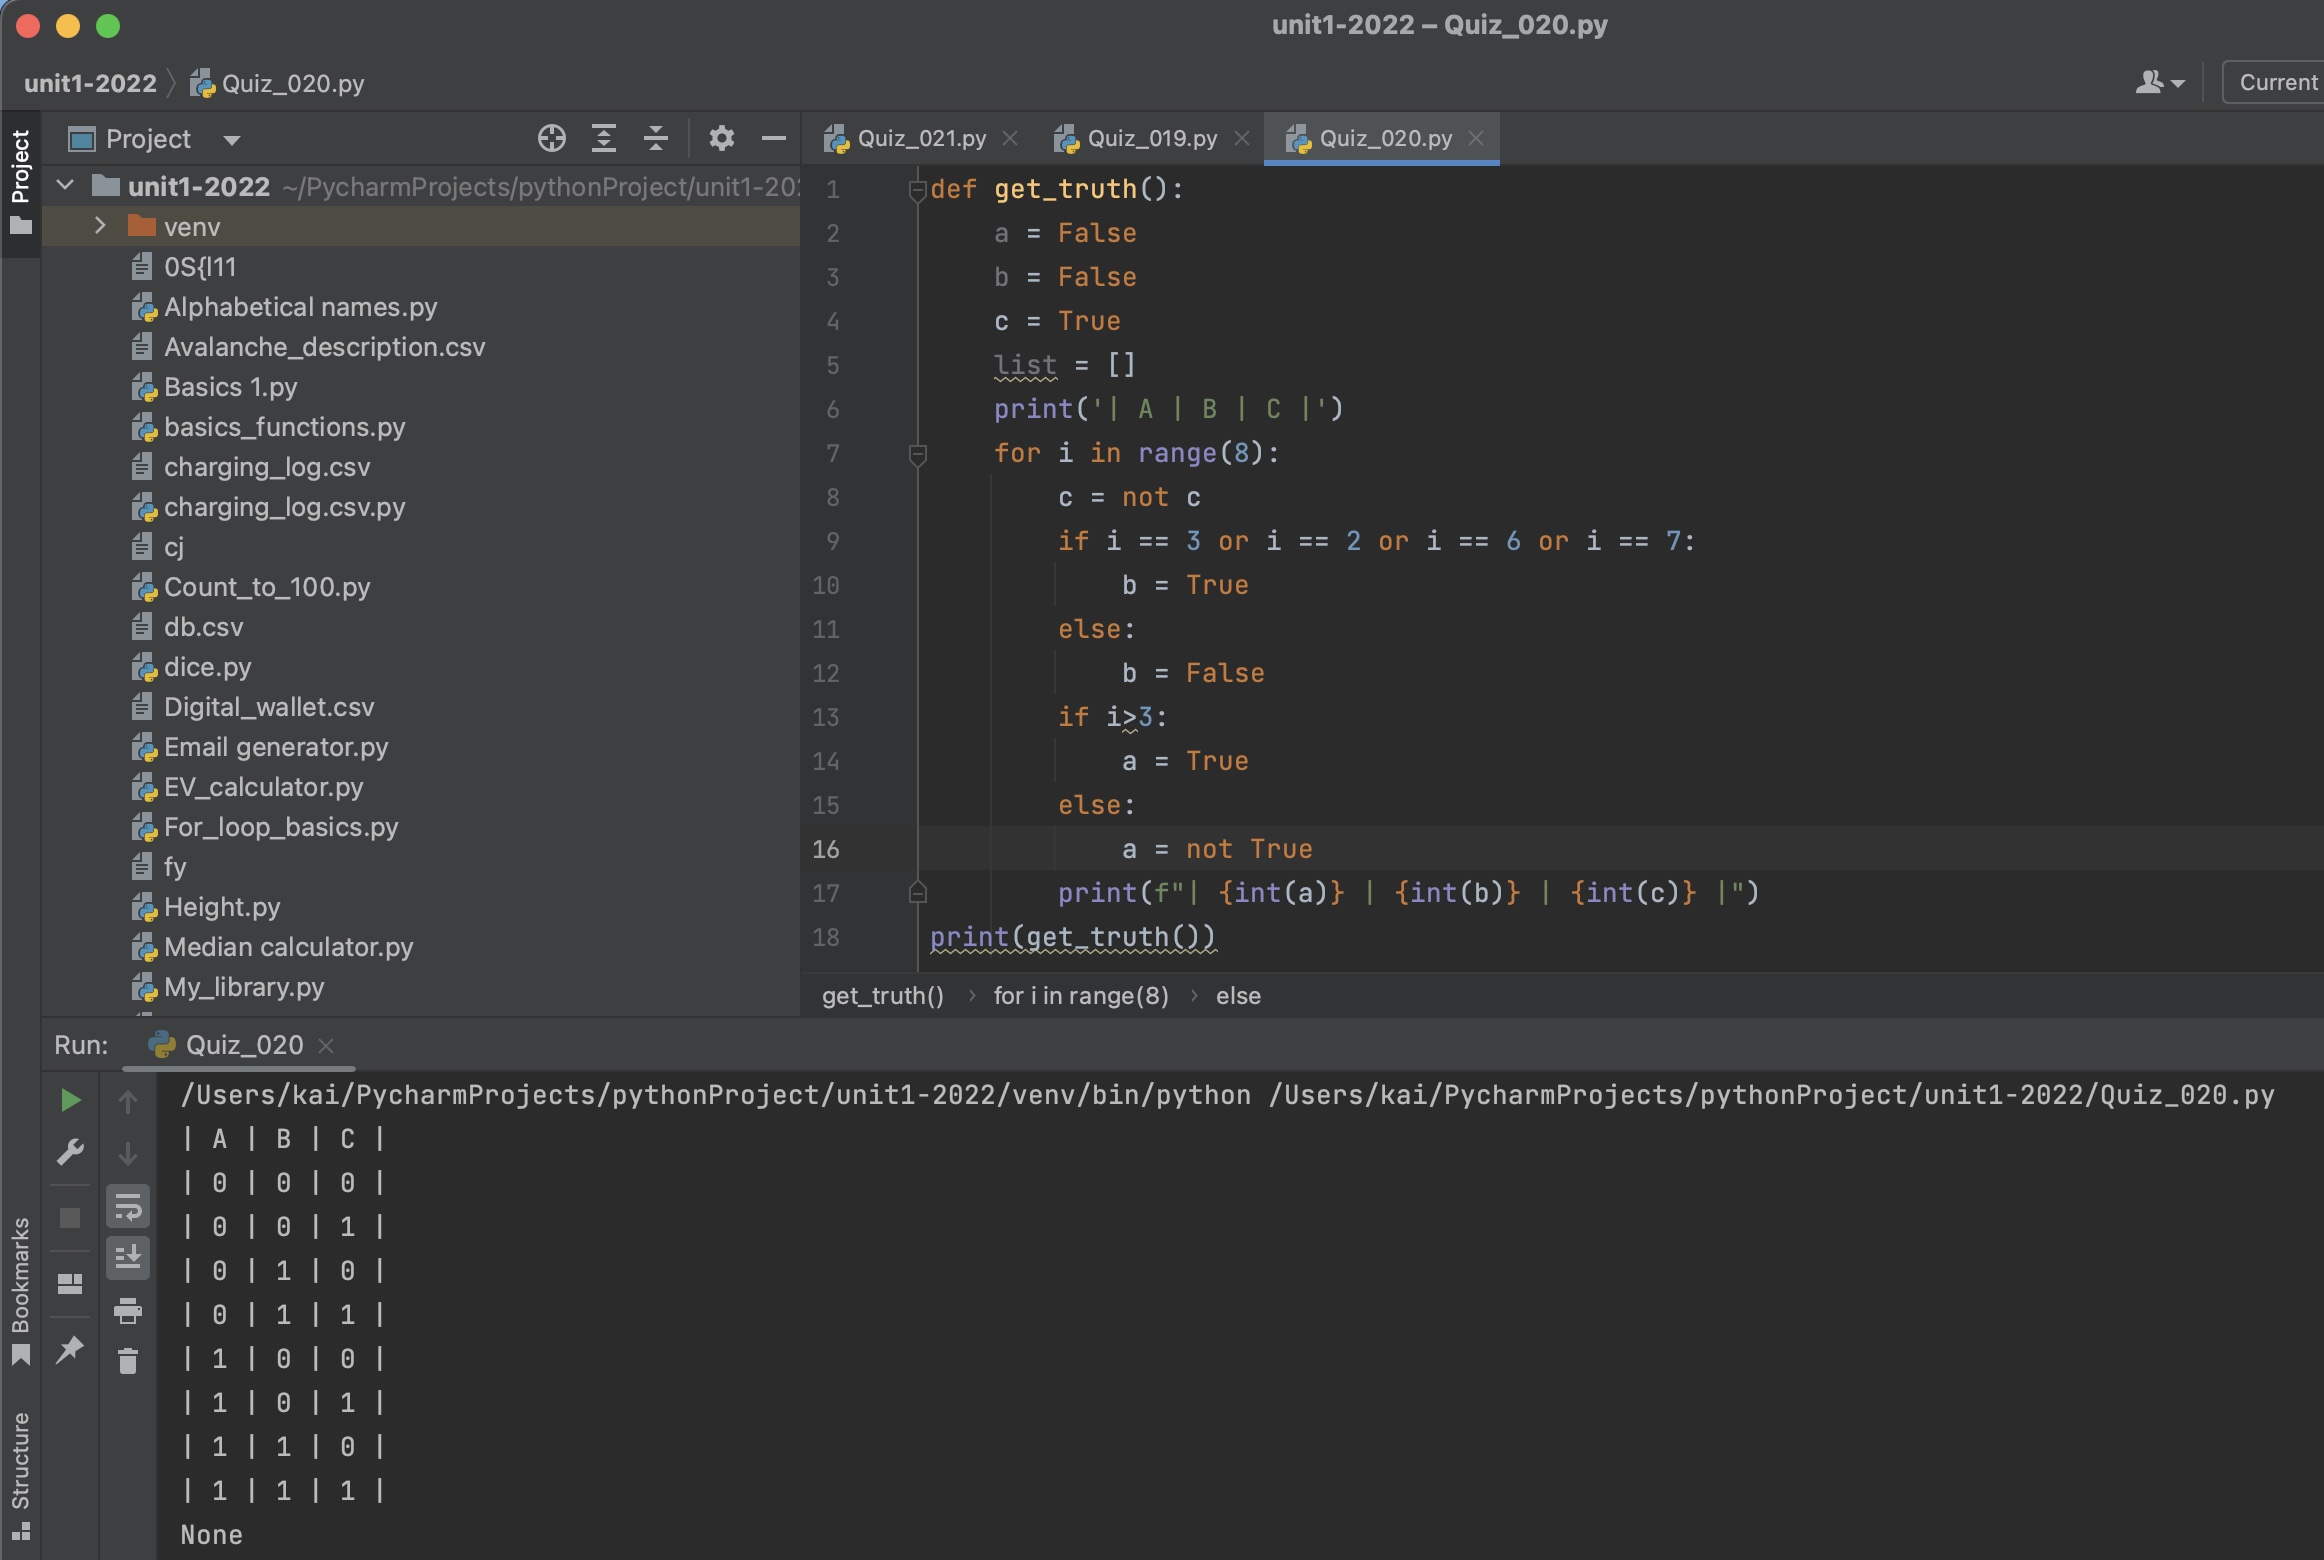 unit1-2022 – Quiz_020.py
unit1-2022 Quiz_020.py
Current
Project
Project
unit1-2022 ~/PycharmProjects/pythonProject/unit1-202
venv
0S{l11
Alphabetical names.py
Avalanche_description.csv
Basics 1.py
basics_functions.py
charging_log.csv
charging_log.csv.py
cj
Count_to_100.py
db.csv
dice.py
Digital_wallet.csv
Email generator.py
EV_calculator.py
For_loop_basics.py
fy
Height.py
Median calculator.py
My_library.py
Quiz_021.py Quiz_019.py Quiz_020.py
1 def get_truth():
2     a = False
3     b = False
4     c = True
5     list = []
6     print('| A | B | C |')
7     for i in range(8):
8         c = not c
9         if i == 3 or i == 2 or i == 6 or i == 7:
10             b = True
11         else:
12             b = False
13         if i>3:
14             a = True
15         else:
16             a = not True
17         print(f"| {int(a)} | {int(b)} | {int(c)} |")
18 print(get_truth())
get_truth() › for i in range(8) › else
Run: Quiz_020
/Users/kai/PycharmProjects/pythonProject/unit1-2022/venv/bin/python /Users/kai/PycharmProjects/pythonProject/unit1-2022/Quiz_020.py
| A | B | C |
| 0 | 0 | 0 |
| 0 | 0 | 1 |
| 0 | 1 | 0 |
| 0 | 1 | 1 |
| 1 | 0 | 0 |
| 1 | 0 | 1 |
| 1 | 1 | 0 |
| 1 | 1 | 1 |
None
Bookmarks
Structure